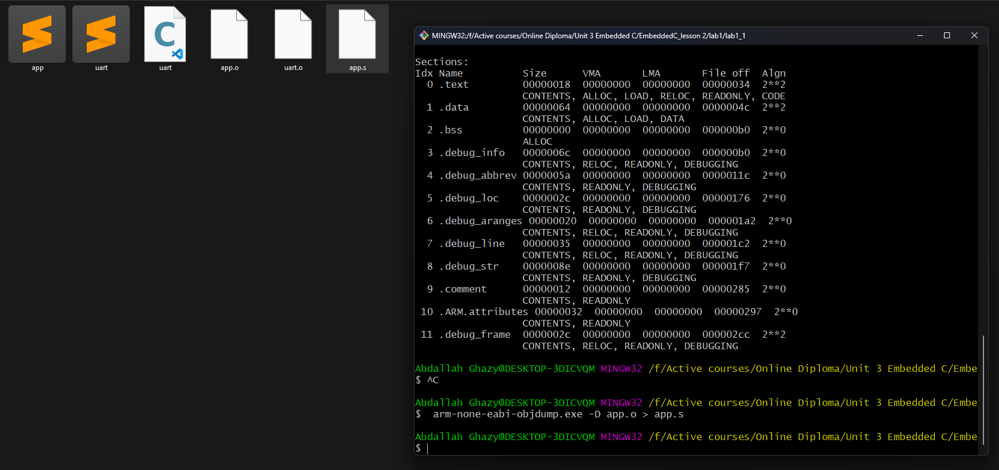 app
uart
uart
app.o
uart.o
app.s
MINGW32:/f/Active courses/Online Diploma/Unit 3 Embedded C/EmbeddedC_lesson 2/lab1/lab1_1
Sections:
Idx Name          Size      VMA       LMA       File off  Algn
  0 .text         00000018  00000000  00000000  00000034  2**2
                  CONTENTS, ALLOC, LOAD, RELOC, READONLY, CODE
  1 .data         00000064  00000000  00000000  0000004c  2**2
                  CONTENTS, ALLOC, LOAD, DATA
  2 .bss          00000000  00000000  00000000  000000b0  2**0
                  ALLOC
  3 .debug_info   0000006c  00000000  00000000  000000b0  2**0
                  CONTENTS, RELOC, READONLY, DEBUGGING
  4 .debug_abbrev 0000005a  00000000  00000000  0000011c  2**0
                  CONTENTS, READONLY, DEBUGGING
  5 .debug_loc    0000002c  00000000  00000000  00000176  2**0
                  CONTENTS, READONLY, DEBUGGING
  6 .debug_aranges 00000020  00000000  00000000  000001a2  2**0
                  CONTENTS, RELOC, READONLY, DEBUGGING
  7 .debug_line   00000035  00000000  00000000  000001c2  2**0
                  CONTENTS, RELOC, READONLY, DEBUGGING
  8 .debug_str    0000008e  00000000  00000000  000001f7  2**0
                  CONTENTS, READONLY, DEBUGGING
  9 .comment      00000012  00000000  00000000  00000285  2**0
                  CONTENTS, READONLY
 10 .ARM.attributes 00000032  00000000  00000000  00000297  2**0
                  CONTENTS, READONLY
 11 .debug_frame  0000002c  00000000  00000000  000002cc  2**2
                  CONTENTS, RELOC, READONLY, DEBUGGING
Abdallah Ghazy@DESKTOP-3DICVQM MINGW32 /f/Active courses/Online Diploma/Unit 3 Embedded C/Embe
$ ^C
Abdallah Ghazy@DESKTOP-3DICVQM MINGW32 /f/Active courses/Online Diploma/Unit 3 Embedded C/Embe
$  arm-none-eabi-objdump.exe -D app.o > app.s
Abdallah Ghazy@DESKTOP-3DICVQM MINGW32 /f/Active courses/Online Diploma/Unit 3 Embedded C/Embe
$